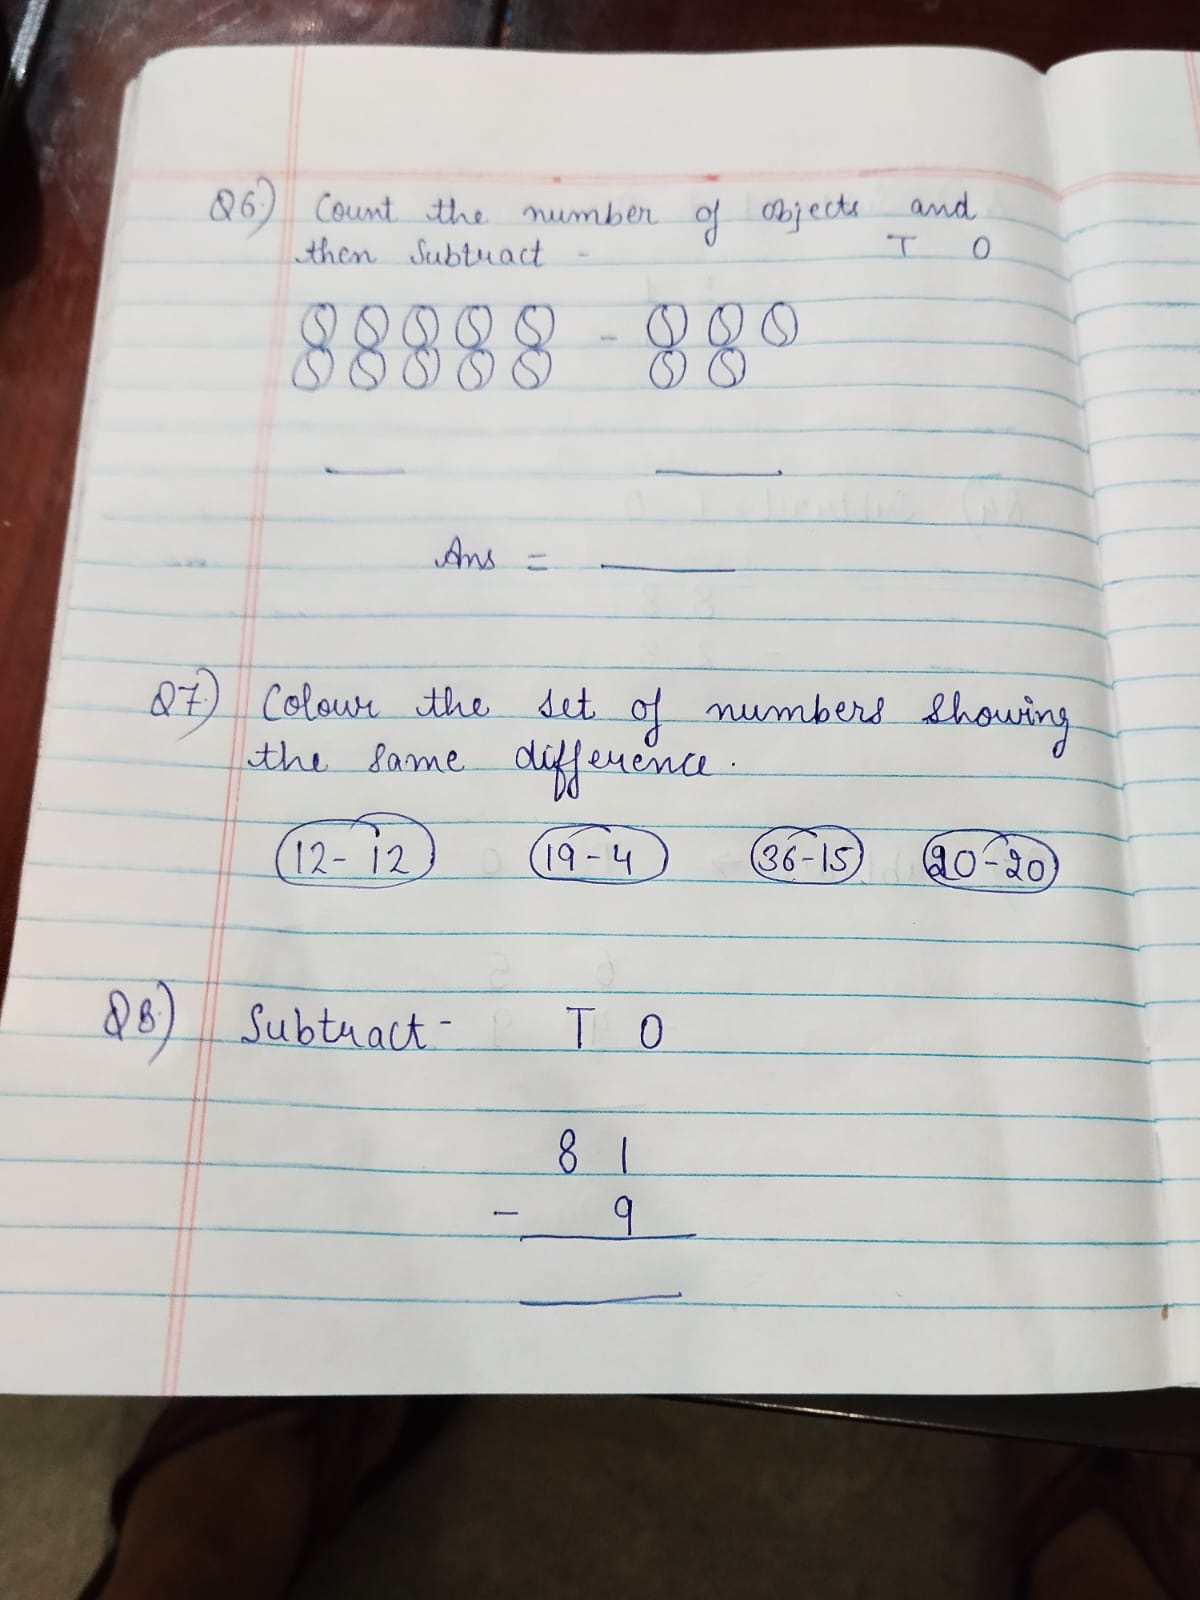 Q6.) Count the number of objects and
then Subtract - T O
-
Ans =
Q7.) Colour the set of numbers showing
the same difference.
12-12 19-4 36-15 20-20
Q8.) Subtract- T O
8 1
- 9